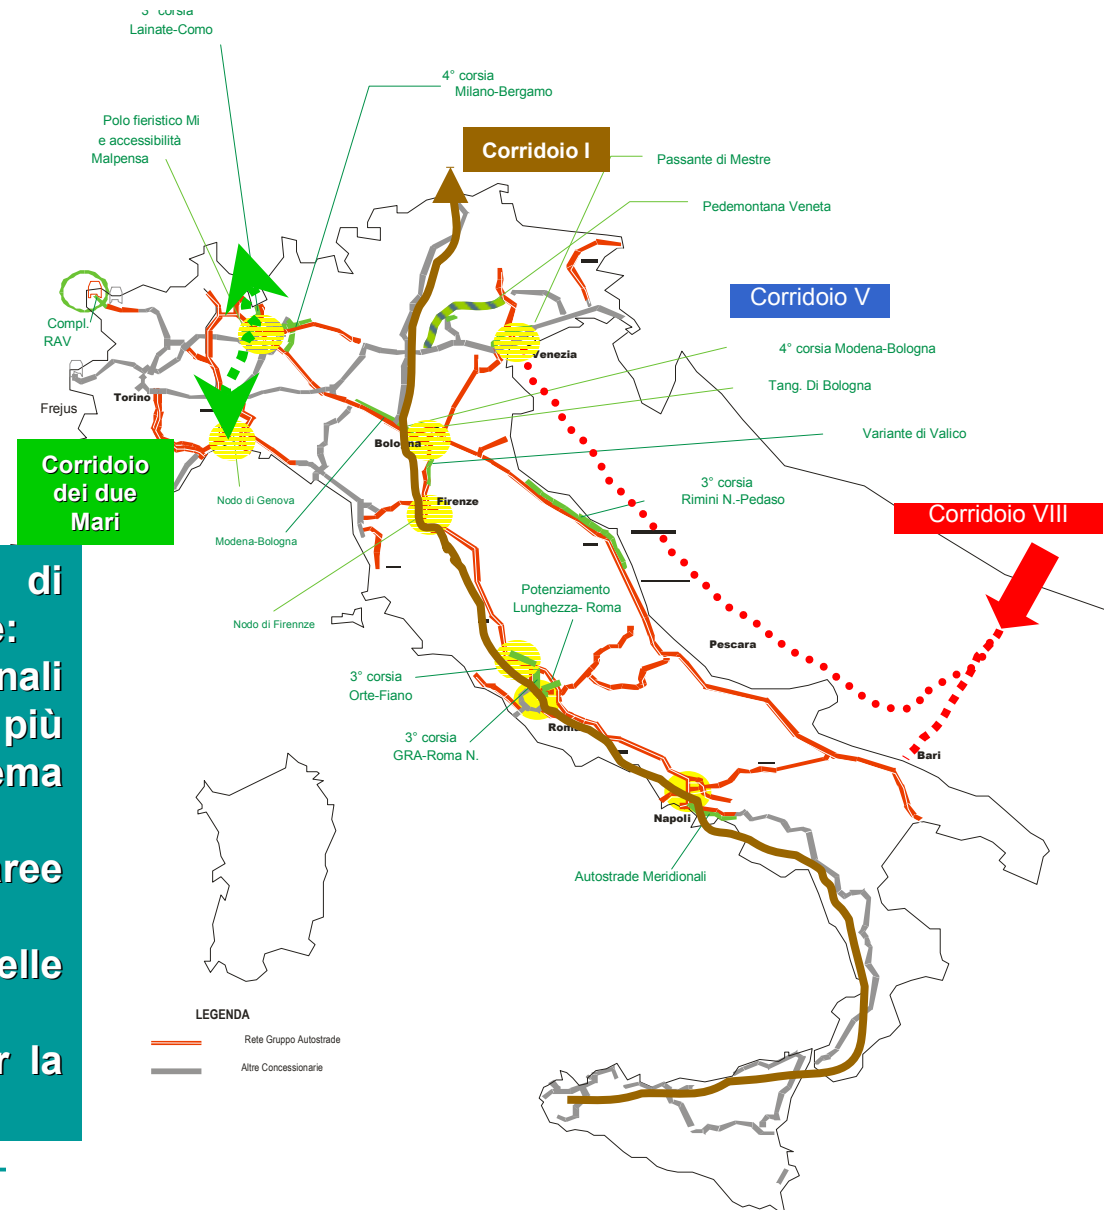 3° corsia
Lainate-Como
4° corsia
Milano-Bergamo
Polo fieristico Mi
e accessibilità
Malpensa
Corridoio I
Passante di Mestre
Pedemontana Veneta
Corridoio V
Compl.
RAV
4° corsia Modena-Bologna
Venezia
Tang. Di Bologna
Torino
Frejus
Variante di Valico
Bologna
Corridoio
dei due
Mari
3° corsia
Rimini N.-Pedaso
Nodo di Genova
Firenze
Corridoio VIII
Modena-Bologna
di
e:
nali
più
ema
aree
elle
r la
Potenziamento
Lunghezza- Roma
Nodo di Firennze
Pescara
3° corsia
Orte-Fiano
Roma
3° corsia
GRA-Roma N.
Bari
Napoli
Autostrade Meridionali
LEGENDA
Rete Gruppo Autostrade
Altre Concessionarie